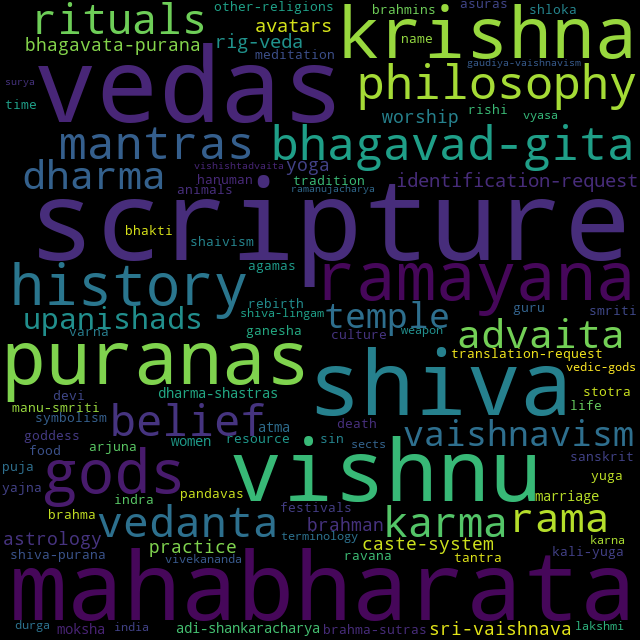 other-religions brahmins asuras shloka
rituals avatars krishna
bhagavata-purana rig-veda name gaudiya-vaishnavism
meditation
surya vedas philosophy
time worship rishi vyasa
mantras bhagavad-gita
vishishtadvaita yoga
dharma hanuman tradition identification-request
animals ramanujacharya
scripture
bhakti shaivism
history agamas ramayana
rebirth
upanishads shiva-lingam temple guru smriti
varna ganesha culture weapon advaita
puranas translation-request
shiva vedic-gods
devi dharma-shastras stotra
manu-smriti belief death life
symbolism atma vaishnavism
goddess women resource sin sects
food arjuna sanskrit
puja gods vishnu yuga
yajna indra pandavas marriage
brahma vedanta festivals karma rama
brahman
astrology practice terminology caste-system karna
shiva-purana vivekananda ravana tantra kali-yuga
mahabharata
durga moksha india adi-shankaracharya brahma-sutras sri-vaishnava lakshmi